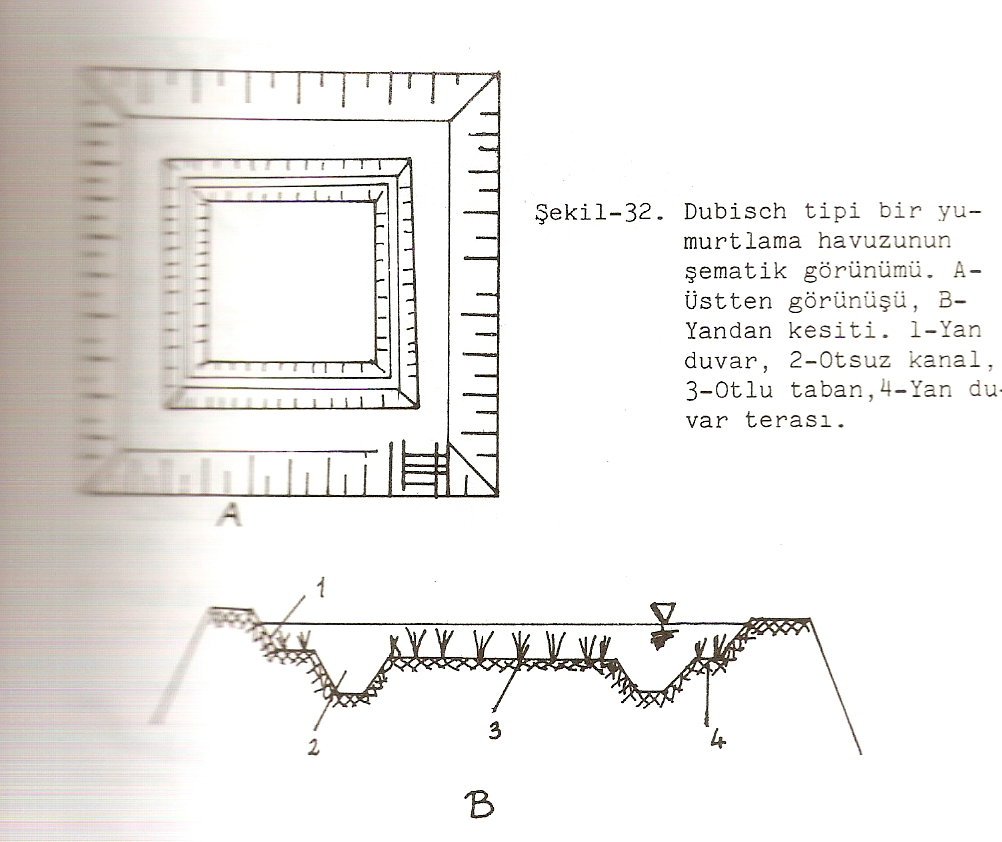 Şekil-32. Dubisch tipi bir yu-
murtlama havuzunun
şematik görünümü. A-
Üstten görünüşü, B-
Yandan kesiti. 1-Yan
duvar, 2-Otsuz kanal,
3-Otlu taban,4-Yan du-
var terası.
A
1
2
3
4
B